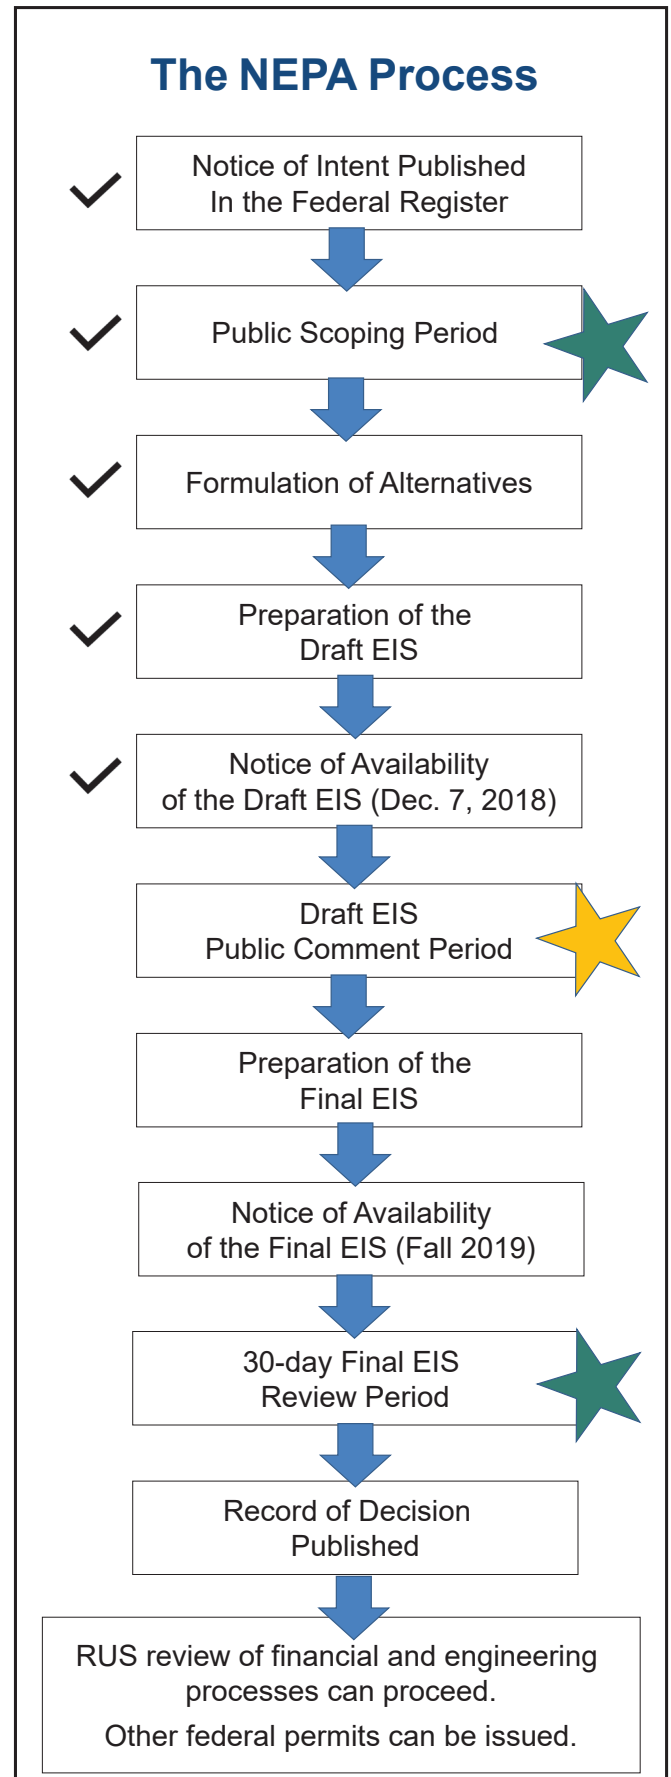 The NEPA Process
Notice of Intent Published
In the Federal Register
Public Scoping Period
Formulation of Alternatives
Preparation of the
Draft EIS
Notice of Availability
of the Draft EIS (Dec. 7, 2018)
Draft EIS
Public Comment Period
Preparation of the
Final EIS
Notice of Availability
of the Final EIS (Fall 2019)
30-day Final EIS
Review Period
Record of Decision
Published
RUS review of financial and engineering
processes can proceed.
Other federal permits can be issued.